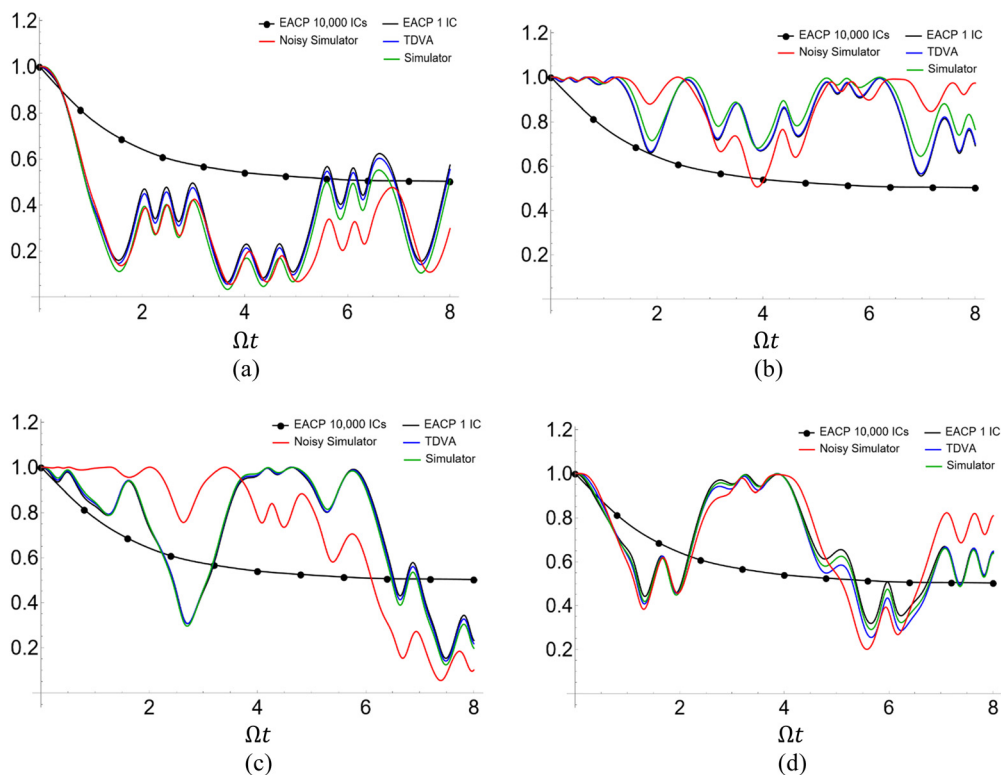 1.2
EACP 10,000 ICs
EACP 1 IC
Noisy Simulator
TDVA
Simulator
1.0
0.8
0.6
0.4
0.2
2
4
6
8
Ωt
(a)
1.2
EACP 10,000 ICs
EACP 1 IC
Noisy Simulator
TDVA
Simulator
1.0
0.8
0.6
0.4
0.2
2
4
6
8
Ωt
(b)
1.2
EACP 10,000 ICs
EACP 1 IC
Noisy Simulator
TDVA
Simulator
1.0
0.8
0.6
0.4
0.2
2
4
6
8
Ωt
(c)
1.2
EACP 10,000 ICs
EACP 1 IC
Noisy Simulator
TDVA
Simulator
1.0
0.8
0.6
0.4
0.2
2
4
6
8
Ωt
(d)